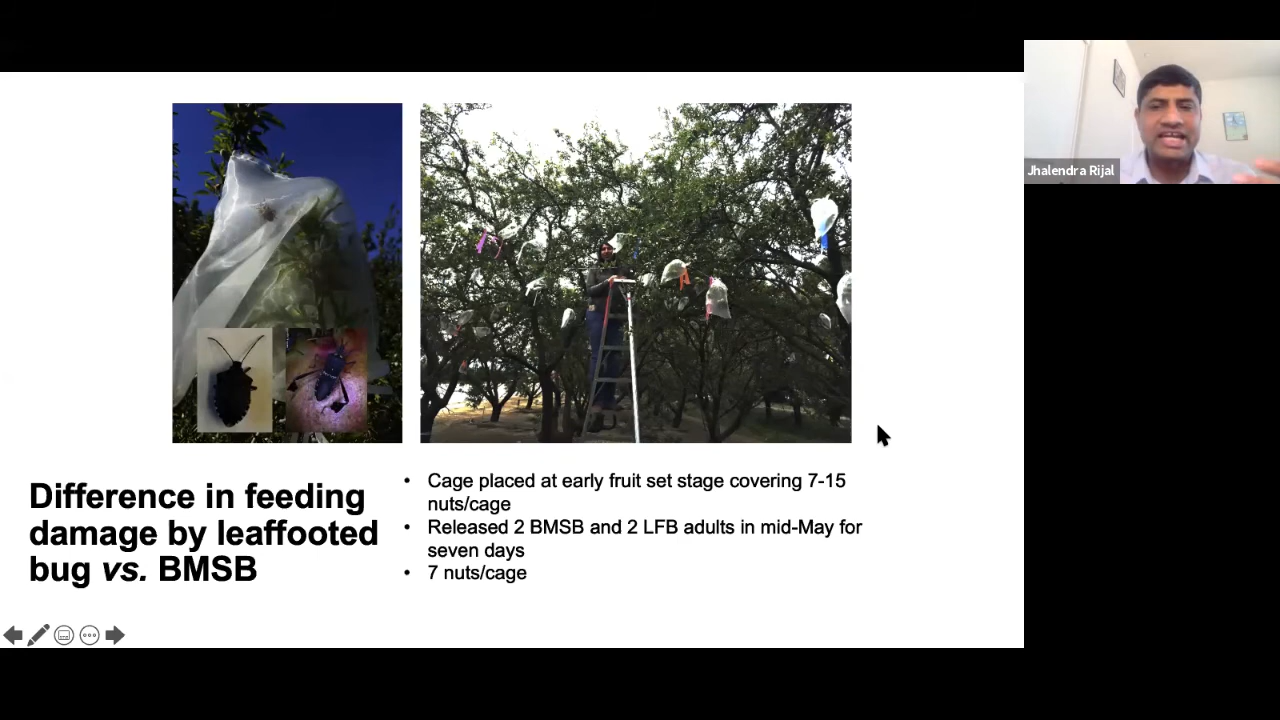 Jhalendra Rijal
Difference in feeding
damage by leaffooted
bug vs. BMSB
• Cage placed at early fruit set stage covering 7-15
nuts/cage
• Released 2 BMSB and 2 LFB adults in mid-May for
seven days
• 7 nuts/cage